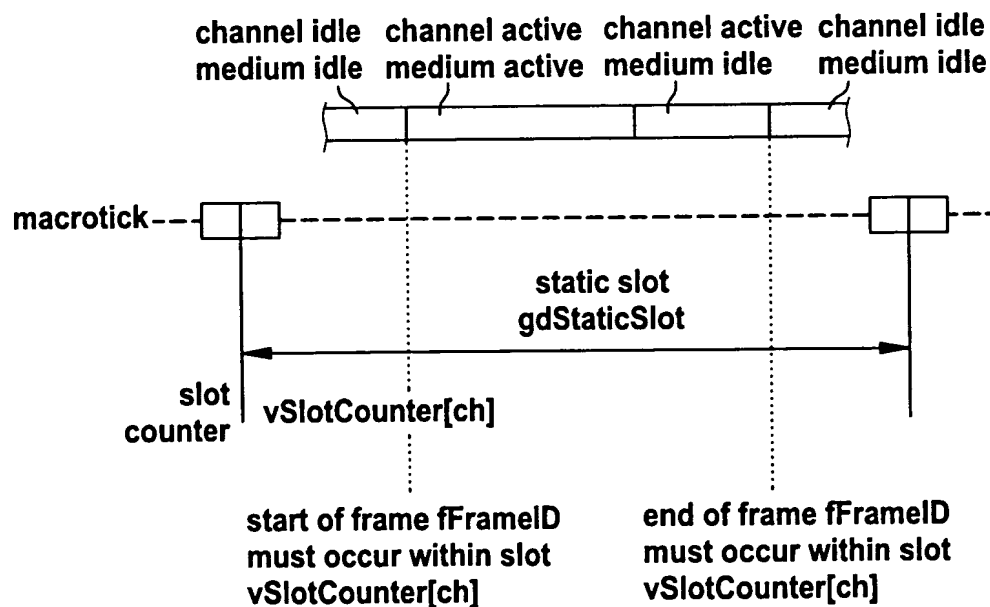 channel idle
medium idle
channel active
medium active
channel active
medium idle
channel idle
medium idle
macrotick
static slot
gdStaticSlot
slot
counter
vSlotCounter[ch]
start of frame fFrameID
must occur within slot
vSlotCounter[ch]
end of frame fFrameID
must occur within slot
vSlotCounter[ch]